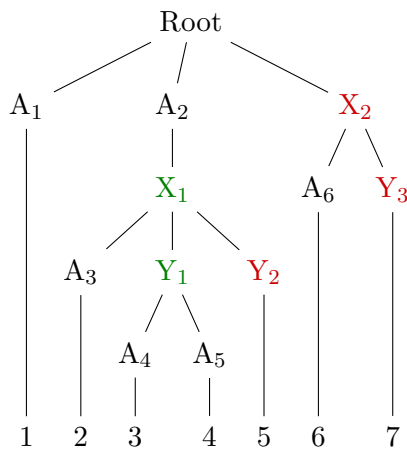 Root
A₁ A₂ X₂
X₁ A₆ Y₃
A₃ Y₁ Y₂
A₄ A₅
1 2 3 4 5 6 7